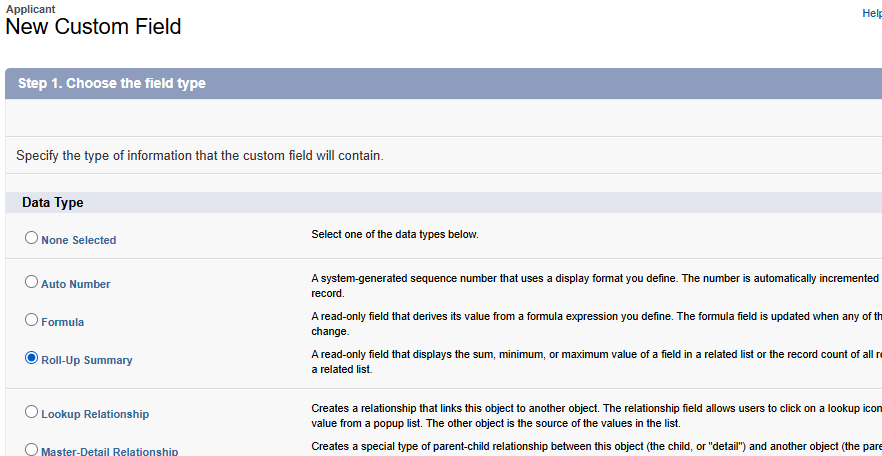 Applicant
New Custom Field
Help
Step 1. Choose the field type
Specify the type of information that the custom field will contain.
Data Type
None Selected
Select one of the data types below.
Auto Number
A system-generated sequence number that uses a display format you define. The number is automatically incremented
record.
Formula
A read-only field that derives its value from a formula expression you define. The formula field is updated when any of th
change.
Roll-Up Summary
A read-only field that displays the sum, minimum, or maximum value of a field in a related list or the record count of all re
a related list.
Lookup Relationship
Creates a relationship that links this object to another object. The relationship field allows users to click on a lookup icon
value from a popup list. The other object is the source of the values in the list.
Master-Detail Relationship
Creates a special type of parent-child relationship between this object (the child, or "detail") and another object (the pare